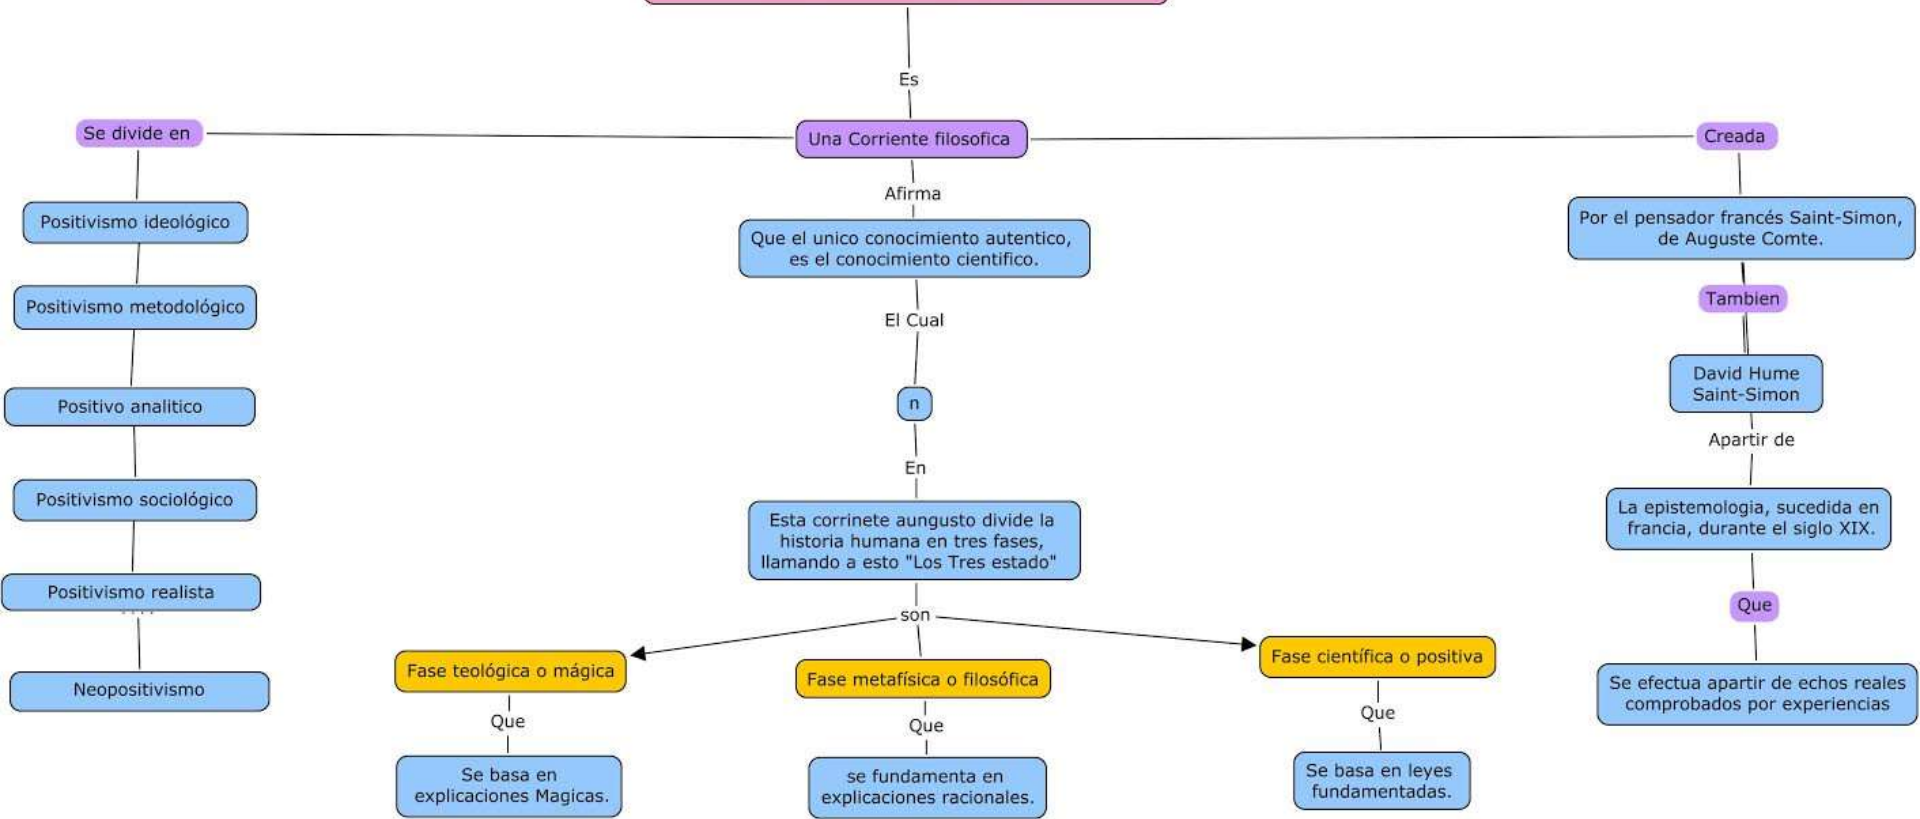 Es
Se divide en
Una Corriente filosofica
Creada
Afirma
Positivismo ideológico
Que el unico conocimiento autentico,
es el conocimiento cientifico.
Por el pensador francés Saint-Simon,
de Auguste Comte.
Positivismo metodológico
El Cual
Tambien
David Hume
Saint-Simon
Positivo analitico
n
Apartir de
En
Positivismo sociológico
Esta corrinete aungusto divide la
historia humana en tres fases,
llamando a esto "Los Tres estado"
La epistemologia, sucedida en
francia, durante el siglo XIX.
Positivismo realista
son
Que
Fase teológica o mágica
Fase metafísica o filosófica
Fase científica o positiva
Neopositivismo
Que
Que
Que
Se efectua apartir de echos reales
comprobados por experiencias
Se basa en
explicaciones Magicas.
se fundamenta en
explicaciones racionales.
Se basa en leyes
fundamentadas.